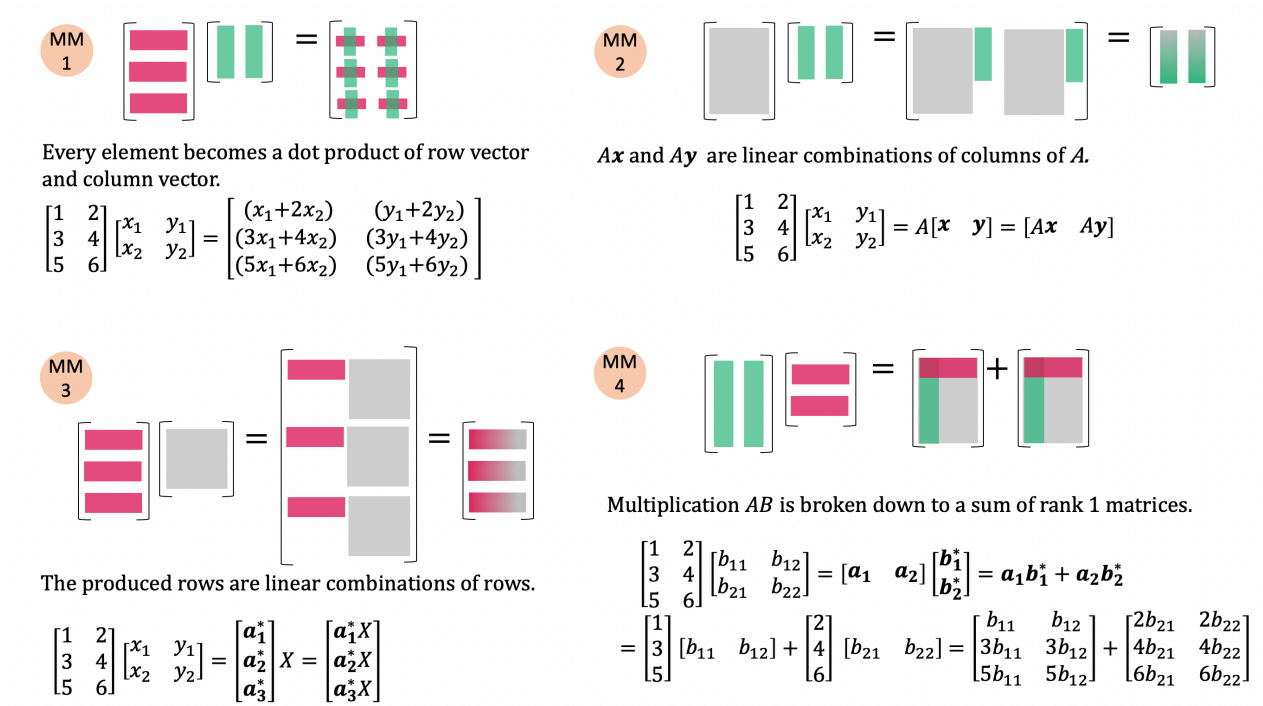 MM
1
=
Every element becomes a dot product of row vector
and column vector.
[1 2; 3 4; 5 6] [x₁ y₁; x₂ y₂] = [(x₁+2x₂) (y₁+2y₂); (3x₁+4x₂) (3y₁+4y₂); (5x₁+6x₂) (5y₁+6y₂)]
MM
2
= =
Ax and Ay are linear combinations of columns of A.
[1 2; 3 4; 5 6] [x₁ y₁; x₂ y₂] = A[x y] = [Ax Ay]
MM
3
= =
The produced rows are linear combinations of rows.
[1 2; 3 4; 5 6] [x₁ y₁; x₂ y₂] = [a₁*; a₂*; a₃*] X = [a₁*X; a₂*X; a₃*X]
MM
4
= +
Multiplication AB is broken down to a sum of rank 1 matrices.
[1 2; 3 4; 5 6] [b₁₁ b₁₂; b₂₁ b₂₂] = [a₁ a₂] [b₁*; b₂*] = a₁b₁* + a₂b₂*
= [1; 3; 5] [b₁₁ b₁₂] + [2; 4; 6] [b₂₁ b₂₂] = [b₁₁ b₁₂; 3b₁₁ 3b₁₂; 5b₁₁ 5b₁₂] + [2b₂₁ 2b₂₂; 4b₂₁ 4b₂₂; 6b₂₁ 6b₂₂]